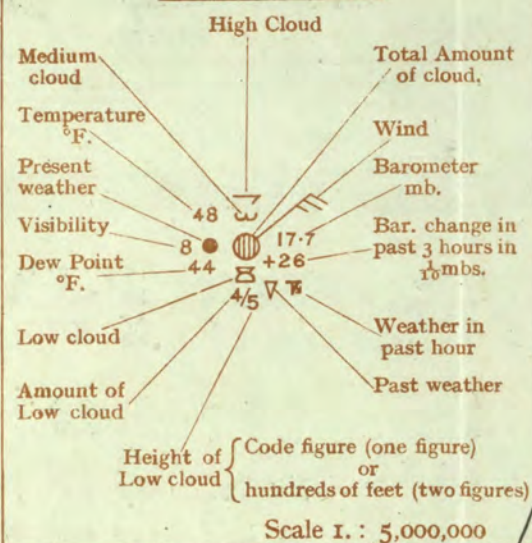 High Cloud
Medium
cloud
Total Amount
of cloud,
Temperature
°F.
Wind
Present
weather
Barometer
mb.
48
Visibility
8
17·7
Bar. change in
past 3 hours in
1/10 mbs.
Dew Point
°F.
44
+26
4/5
Low cloud
Weather in
past hour
Amount of
Low cloud
Past weather
Height of
Low cloud
Code figure (one figure)
or
hundreds of feet (two figures)
Scale 1. : 5,000,000